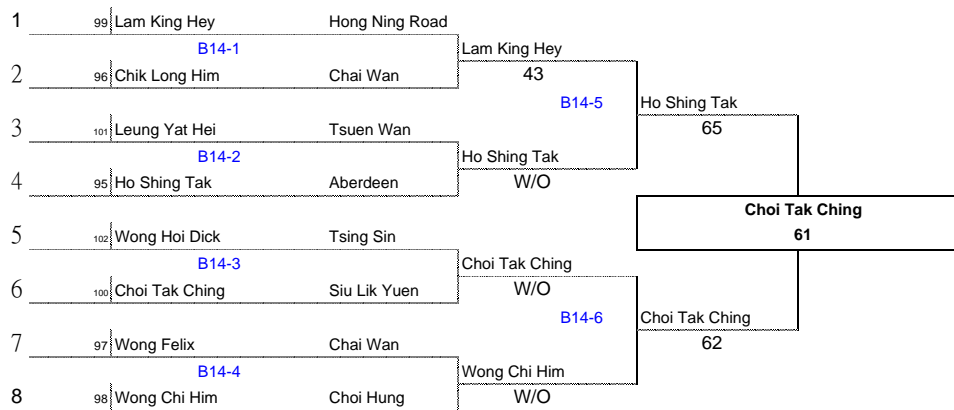 1 99 Lam King Hey Hong Ning Road
B14-1 Lam King Hey
2 96 Chik Long Him Chai Wan 43
B14-5 Ho Shing Tak
3 101 Leung Yat Hei Tsuen Wan 65
B14-2 Ho Shing Tak
4 95 Ho Shing Tak Aberdeen W/O
Choi Tak Ching
61
5 102 Wong Hoi Dick Tsing Sin
B14-3 Choi Tak Ching
6 100 Choi Tak Ching Siu Lik Yuen W/O
B14-6 Choi Tak Ching
7 97 Wong Felix Chai Wan 62
B14-4 Wong Chi Him
8 98 Wong Chi Him Choi Hung W/O